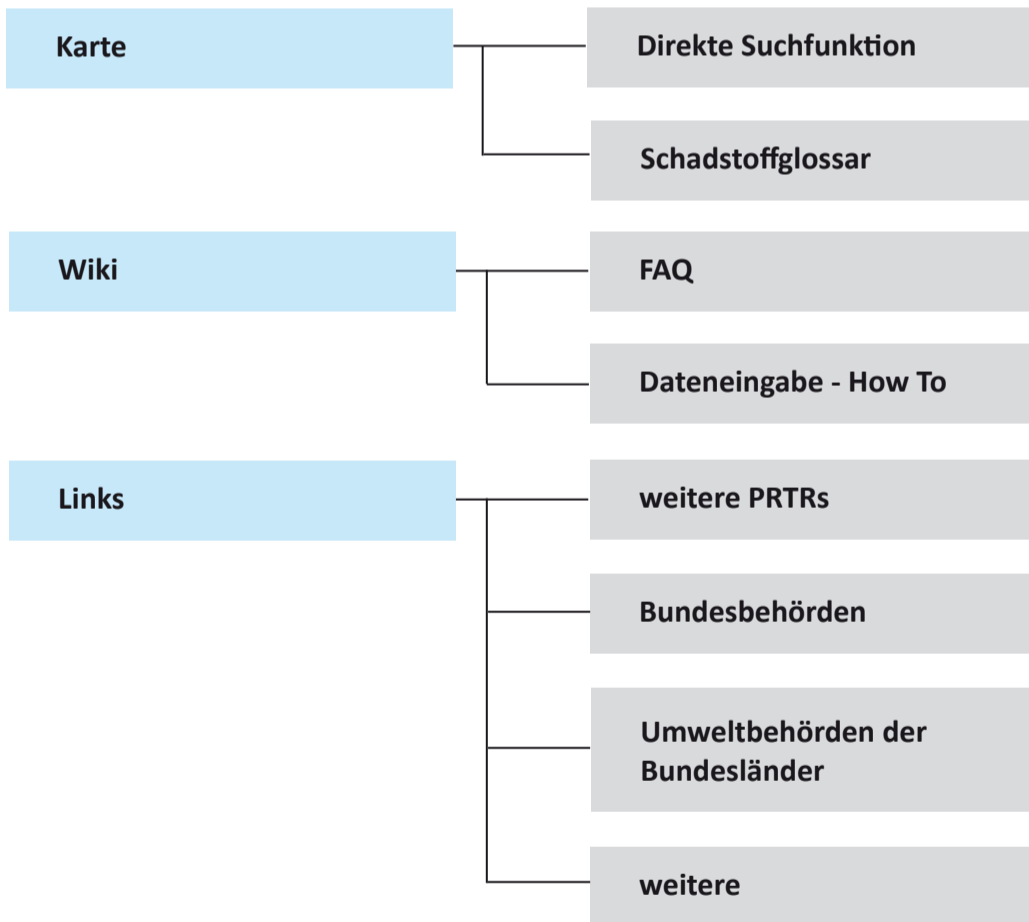 Karte
Direkte Suchfunktion
Schadstoffglossar
Wiki
FAQ
Dateneingabe - How To
Links
weitere PRTRs
Bundesbehörden
Umweltbehörden der
Bundesländer
weitere